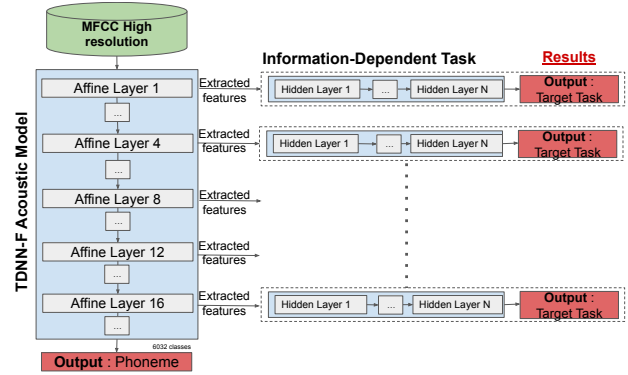 MFCC High
resolution
Information-Dependent Task
Results
TDNN-F Acoustic Model
Affine Layer 1
Extracted
features
Hidden Layer 1
...
Hidden Layer N
Output :
Target Task
...
Affine Layer 4
Extracted
features
Hidden Layer 1
...
Hidden Layer N
Output :
Target Task
...
Affine Layer 8
Extracted
features
...
Affine Layer 12
Extracted
features
...
Affine Layer 16
Extracted
features
Hidden Layer 1
...
Hidden Layer N
Output :
Target Task
...
6032 classes
Output : Phoneme